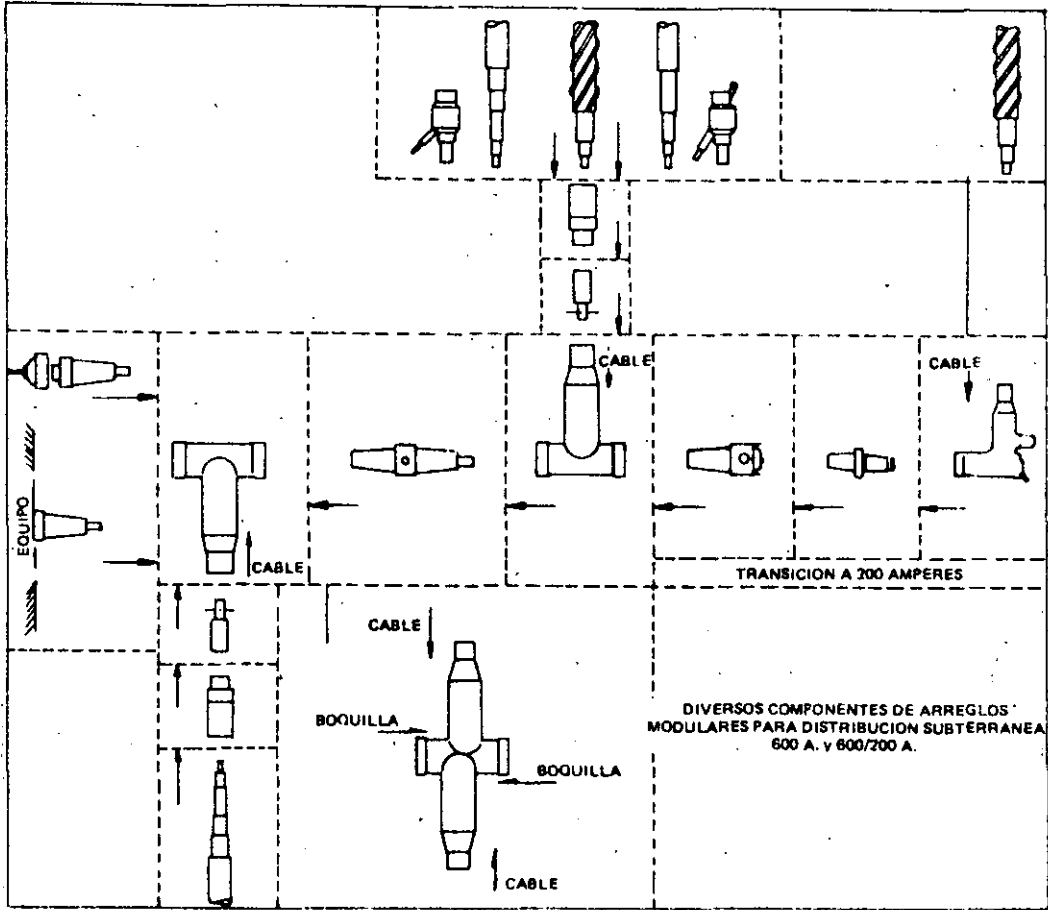 CABLE
CABLE
EQUIPO
CABLE
TRANSICION A 200 AMPERES
CABLE
BOQUILLA
BOQUILLA
CABLE
DIVERSOS COMPONENTES DE ARREGLOS
MODULARES PARA DISTRIBUCION SUBTERRANEA
600 A. y 600/200 A.